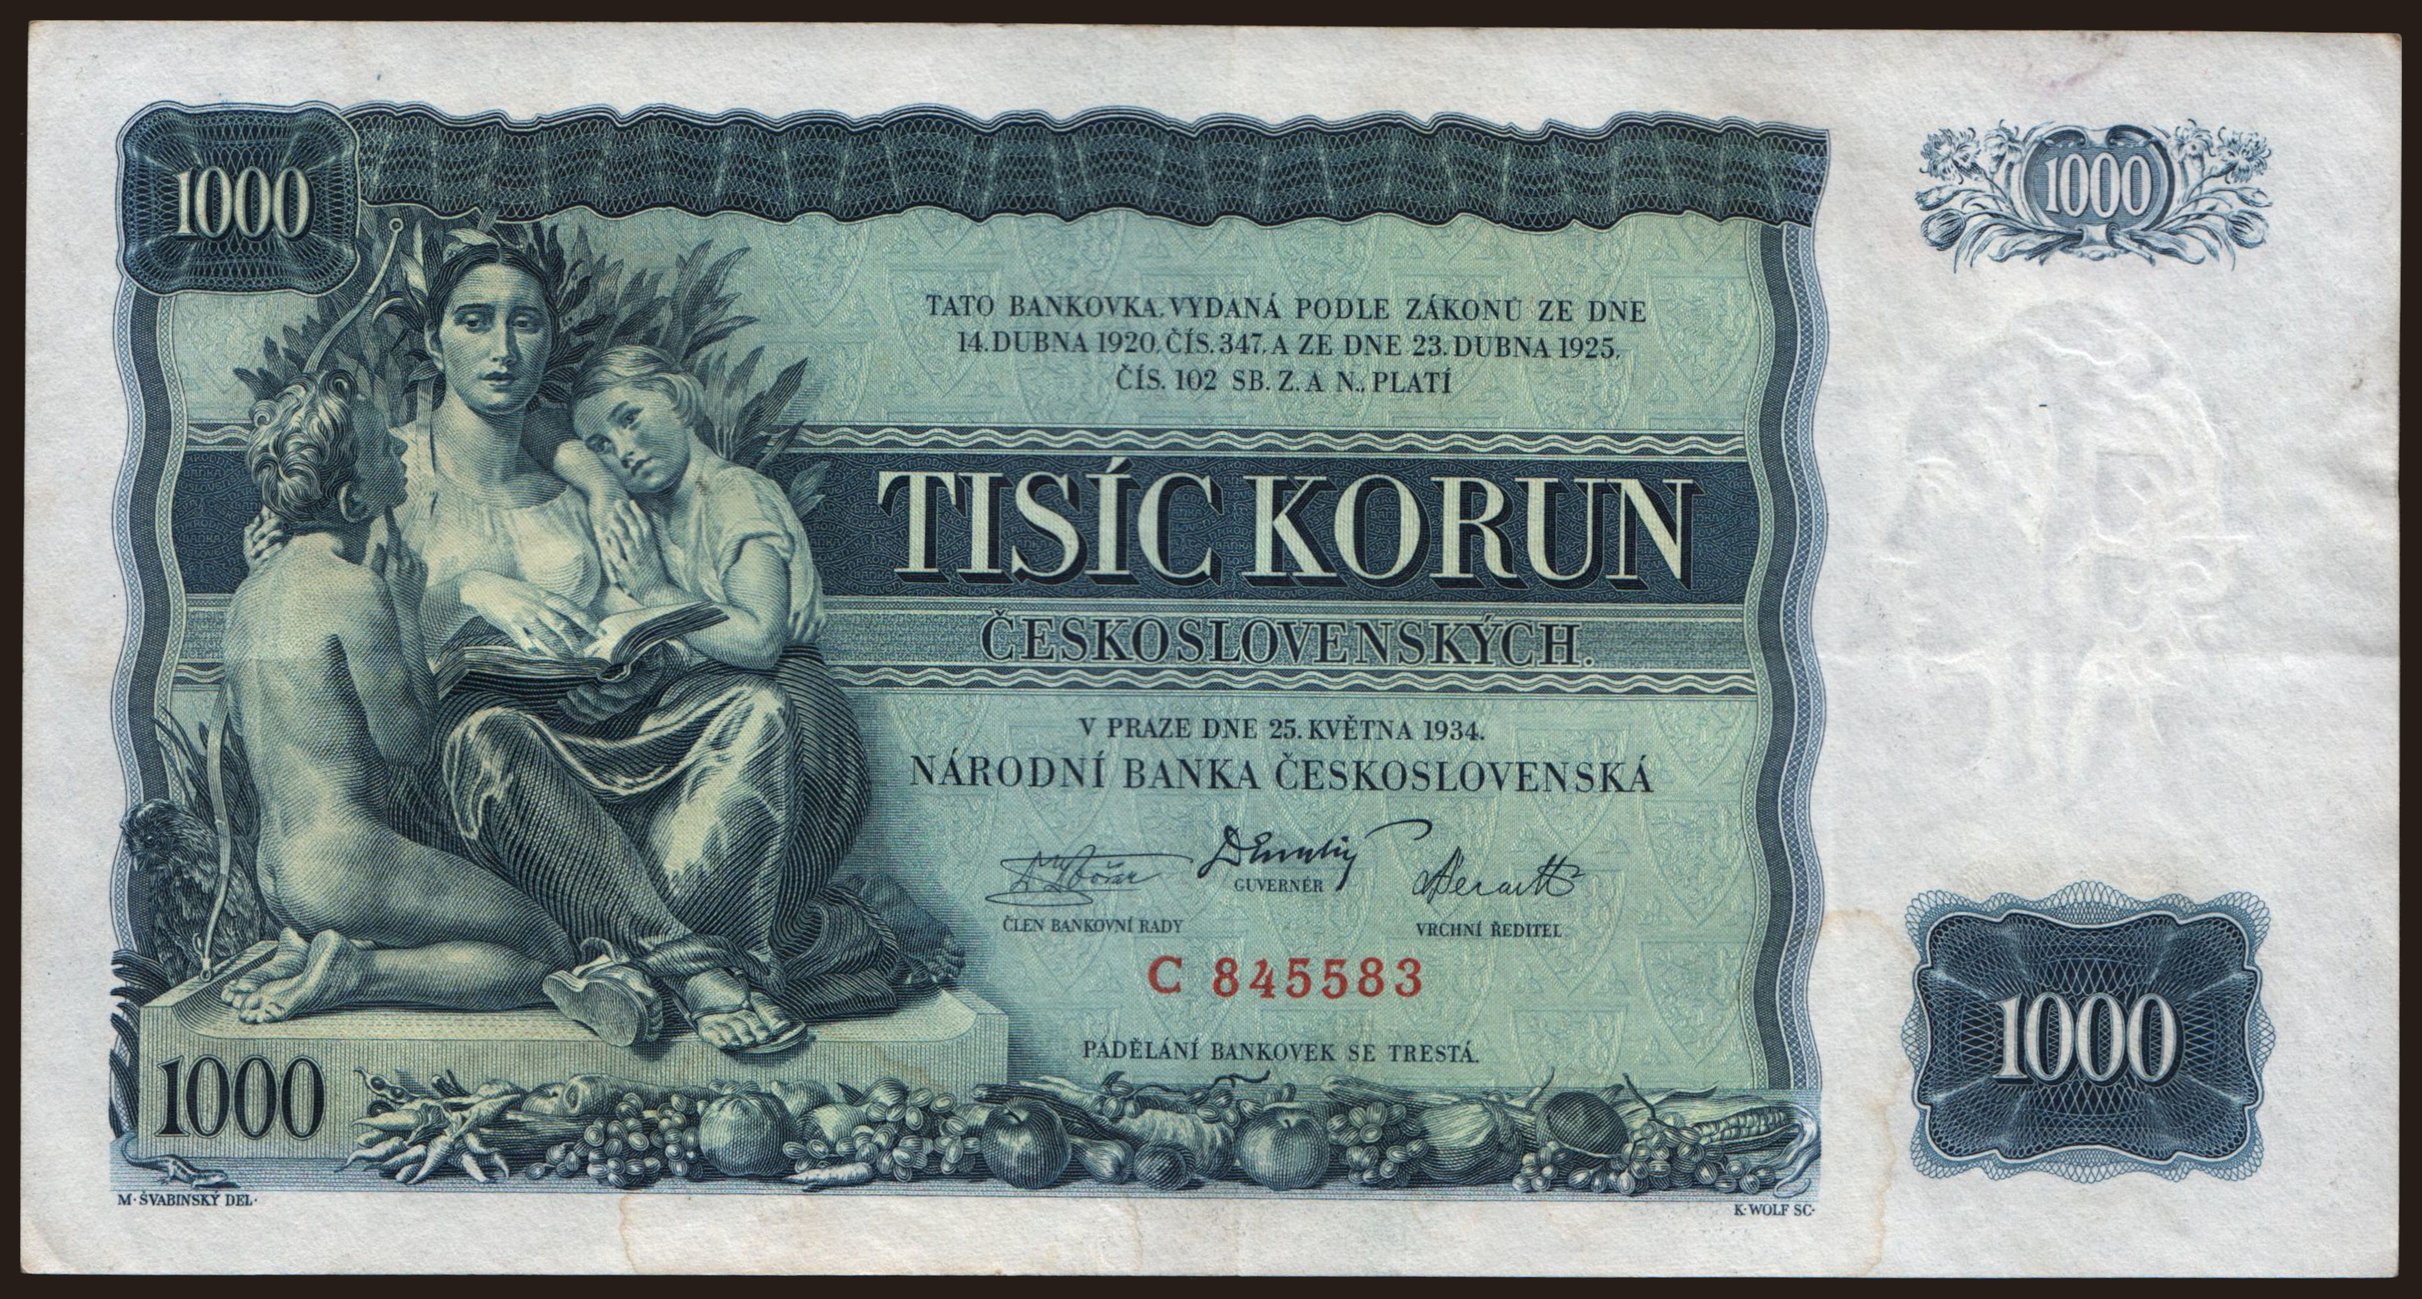 1000
1000
TATO BANKOVKA, VYDANÁ PODLE ZÁKONŮ ZE DNE
14. DUBNA 1920, ČÍS. 347, A ZE DNE 23. DUBNA 1925,
ČÍS. 102 SB. Z. A N., PLATÍ
TISÍC KORUN
ČESKOSLOVENSKÝCH.
V PRAZE DNE 25. KVĚTNA 1934.
NÁRODNÍ BANKA ČESKOSLOVENSKÁ
GUVERNÉR
ČLEN BANKOVNÍ RADY
VRCHNÍ ŘEDITEL
C 845583
PADĚLÁNÍ BANKOVEK SE TRESTÁ.
1000
1000
M. ŠVABINSKÝ DEL.
K. WOLF SC.